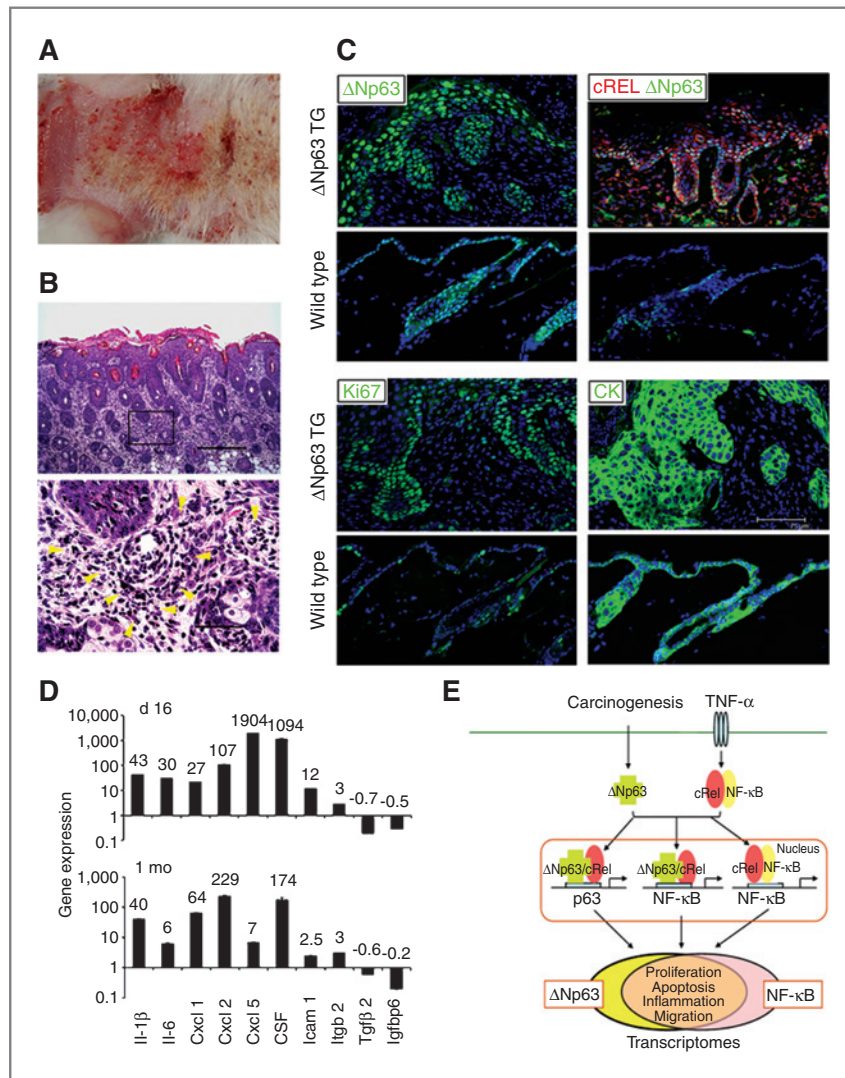 A
B
C
ΔNp63
cREL ΔNp63
ΔNp63 TG
Wild type
Ki67
CK
ΔNp63 TG
Wild type
D
Gene expression
d 16
10,000
1,000
100
10
1
0.1
43
30
27
107
1904
1094
12
3
-0.7
-0.5
1 mo
1,000
100
10
1
0.1
40
6
64
229
7
174
2.5
3
-0.6
-0.2
Il-1β
Il-6
Cxcl 1
Cxcl 2
Cxcl 5
CSF
Icam 1
Itgb 2
Tgfβ 2
Igfbp6
E
Carcinogenesis
TNF-α
ΔNp63
cRel
NF-κB
Nucleus
ΔNp63/cRel
ΔNp63/cRel
cRel
NF-κB
p63
NF-κB
NF-κB
ΔNp63
Proliferation
Apoptosis
Inflammation
Migration
NF-κB
Transcriptomes